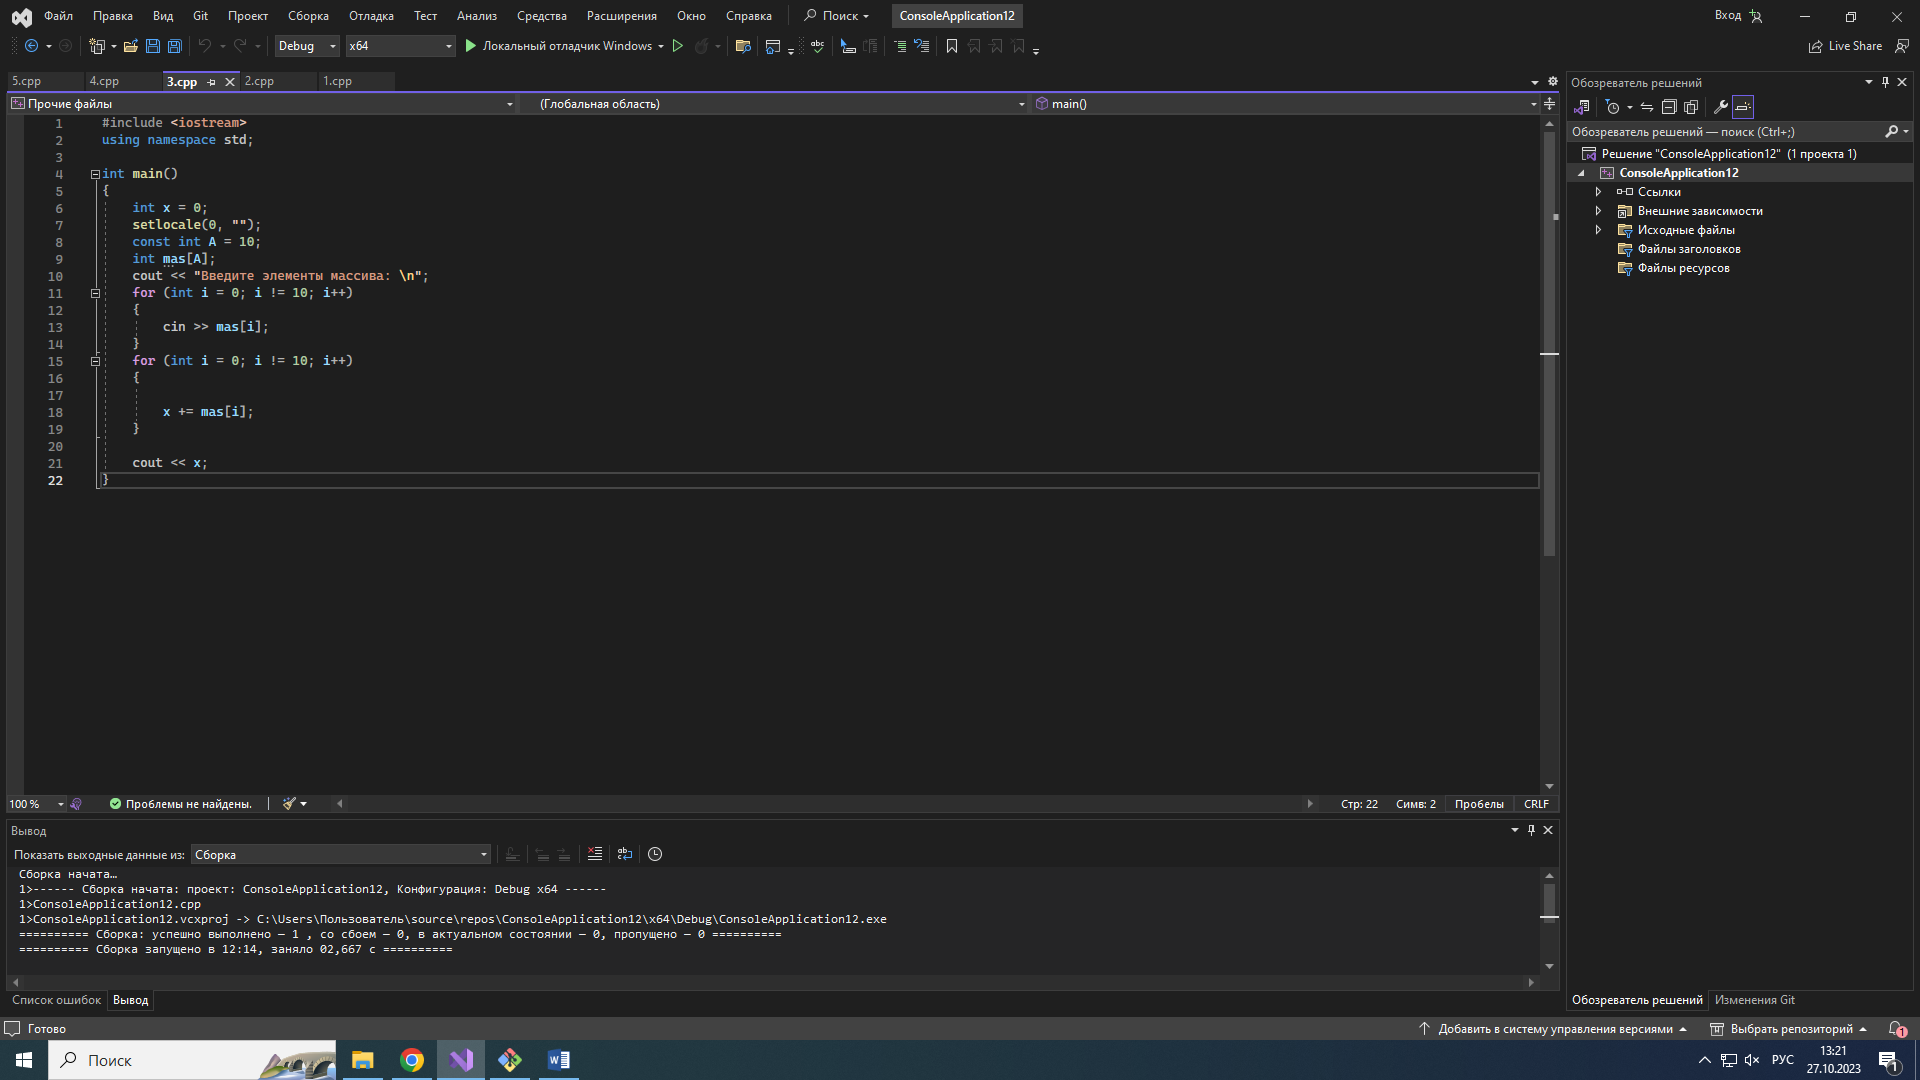 Файл Правка Вид Git Проект Сборка Отладка Тест Анализ Средства Расширения Окно Справка Поиск ConsoleApplication12 Вход
Debug x64 Локальный отладчик Windows Live Share
5.cpp 4.cpp 3.cpp 2.cpp 1.cpp
Прочие файлы (Глобальная область) main()
1 #include <iostream>
2 using namespace std;
3
4 int main()
5 {
6 int x = 0;
7 setlocale(0, "");
8 const int A = 10;
9 int mas[A];
10 cout << "Введите элементы массива: \n";
11 for (int i = 0; i != 10; i++)
12 {
13 cin >> mas[i];
14 }
15 for (int i = 0; i != 10; i++)
16 {
17
18 x += mas[i];
19 }
20
21 cout << x;
22 }
100 % Проблемы не найдены. Стр: 22 Симв: 2 Пробелы CRLF
Вывод
Показать выходные данные из: Сборка
Сборка начата…
1>------ Сборка начата: проект: ConsoleApplication12, Конфигурация: Debug x64 ------
1>ConsoleApplication12.cpp
1>ConsoleApplication12.vcxproj -> C:\Users\Пользователь\source\repos\ConsoleApplication12\x64\Debug\ConsoleApplication12.exe
========== Сборка: успешно выполнено — 1 , со сбоем — 0, в актуальном состоянии — 0, пропущено — 0 ==========
========== Сборка запущено в 12:14, заняло 02,667 с ==========
Список ошибок Вывод
Обозреватель решений
Обозреватель решений — поиск (Ctrl+;)
Решение "ConsoleApplication12" (1 проекта 1)
ConsoleApplication12
Ссылки
Внешние зависимости
Исходные файлы
Файлы заголовков
Файлы ресурсов
Обозреватель решений Изменения Git
Готово Добавить в систему управления версиями Выбрать репозиторий 1
Поиск РУС 13:21
27.10.2023 1